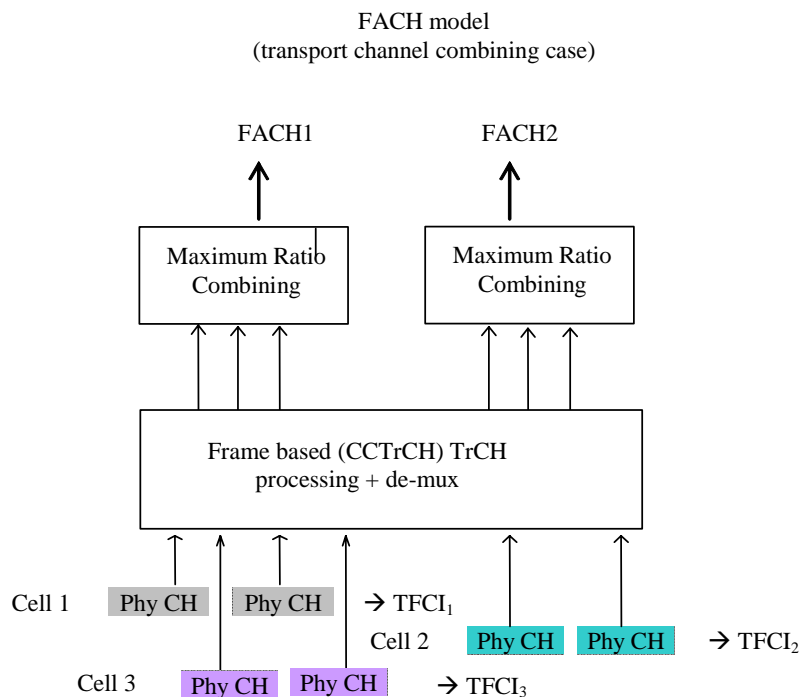 FACH model
(transport channel combining case)
FACH1 FACH2
Maximum Ratio
Combining
Maximum Ratio
Combining
Frame based (CCTrCH) TrCH
processing + de-mux
Cell 1 Phy CH Phy CH → TFCI₁
Cell 2 Phy CH Phy CH → TFCI₂
Cell 3 Phy CH Phy CH → TFCI₃